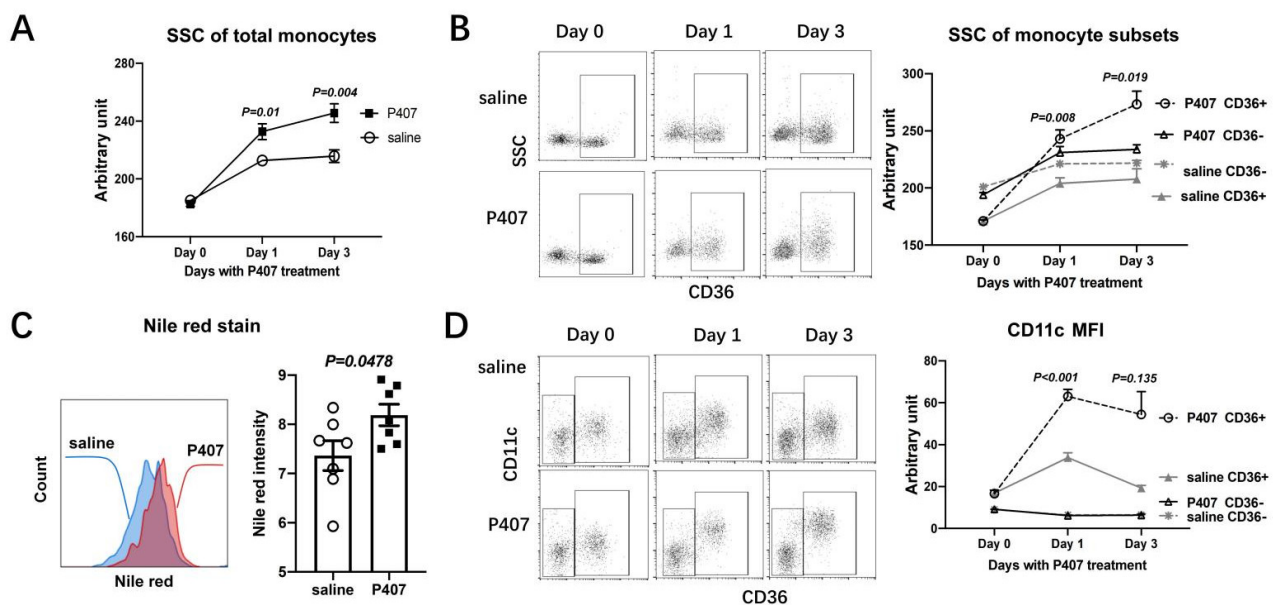 A
SSC of total monocytes
280
240
200
160
Arbitrary unit
P=0.01
P=0.004
P407
saline
Day 0
Day 1
Day 3
Days with P407 treatment
B
Day 0
Day 1
Day 3
saline
SSC
P407
CD36
SSC of monocyte subsets
300
250
200
150
Arbitrary unit
P=0.008
P=0.019
P407 CD36+
P407 CD36-
saline CD36-
saline CD36+
Day 0
Day 1
Day 3
Days with P407 treatment
C
Nile red stain
saline
P407
Count
Nile red
P=0.0478
9
8
7
6
5
Nile red intensity
saline
P407
D
Day 0
Day 1
Day 3
saline
CD11c
P407
CD36
CD11c MFI
80
60
40
20
0
Arbitrary unit
P<0.001
P=0.135
P407 CD36+
saline CD36+
P407 CD36-
saline CD36-
Day 0
Day 1
Day 3
Days with P407 treatment